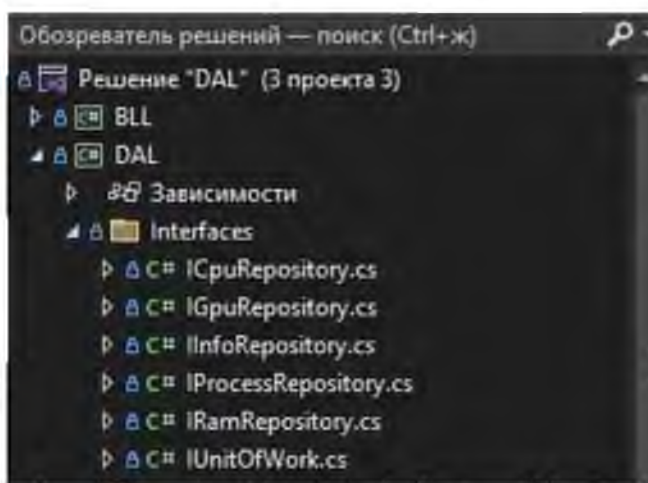 Обозреватель решений — поиск (Ctrl+ж)
Решение "DAL" (3 проекта 3)
C# BLL
C# DAL
Зависимости
Interfaces
C# ICpuRepository.cs
C# IGpuRepository.cs
C# IInfoRepository.cs
C# IProcessRepository.cs
C# IRamRepository.cs
C# IUnitOfWork.cs